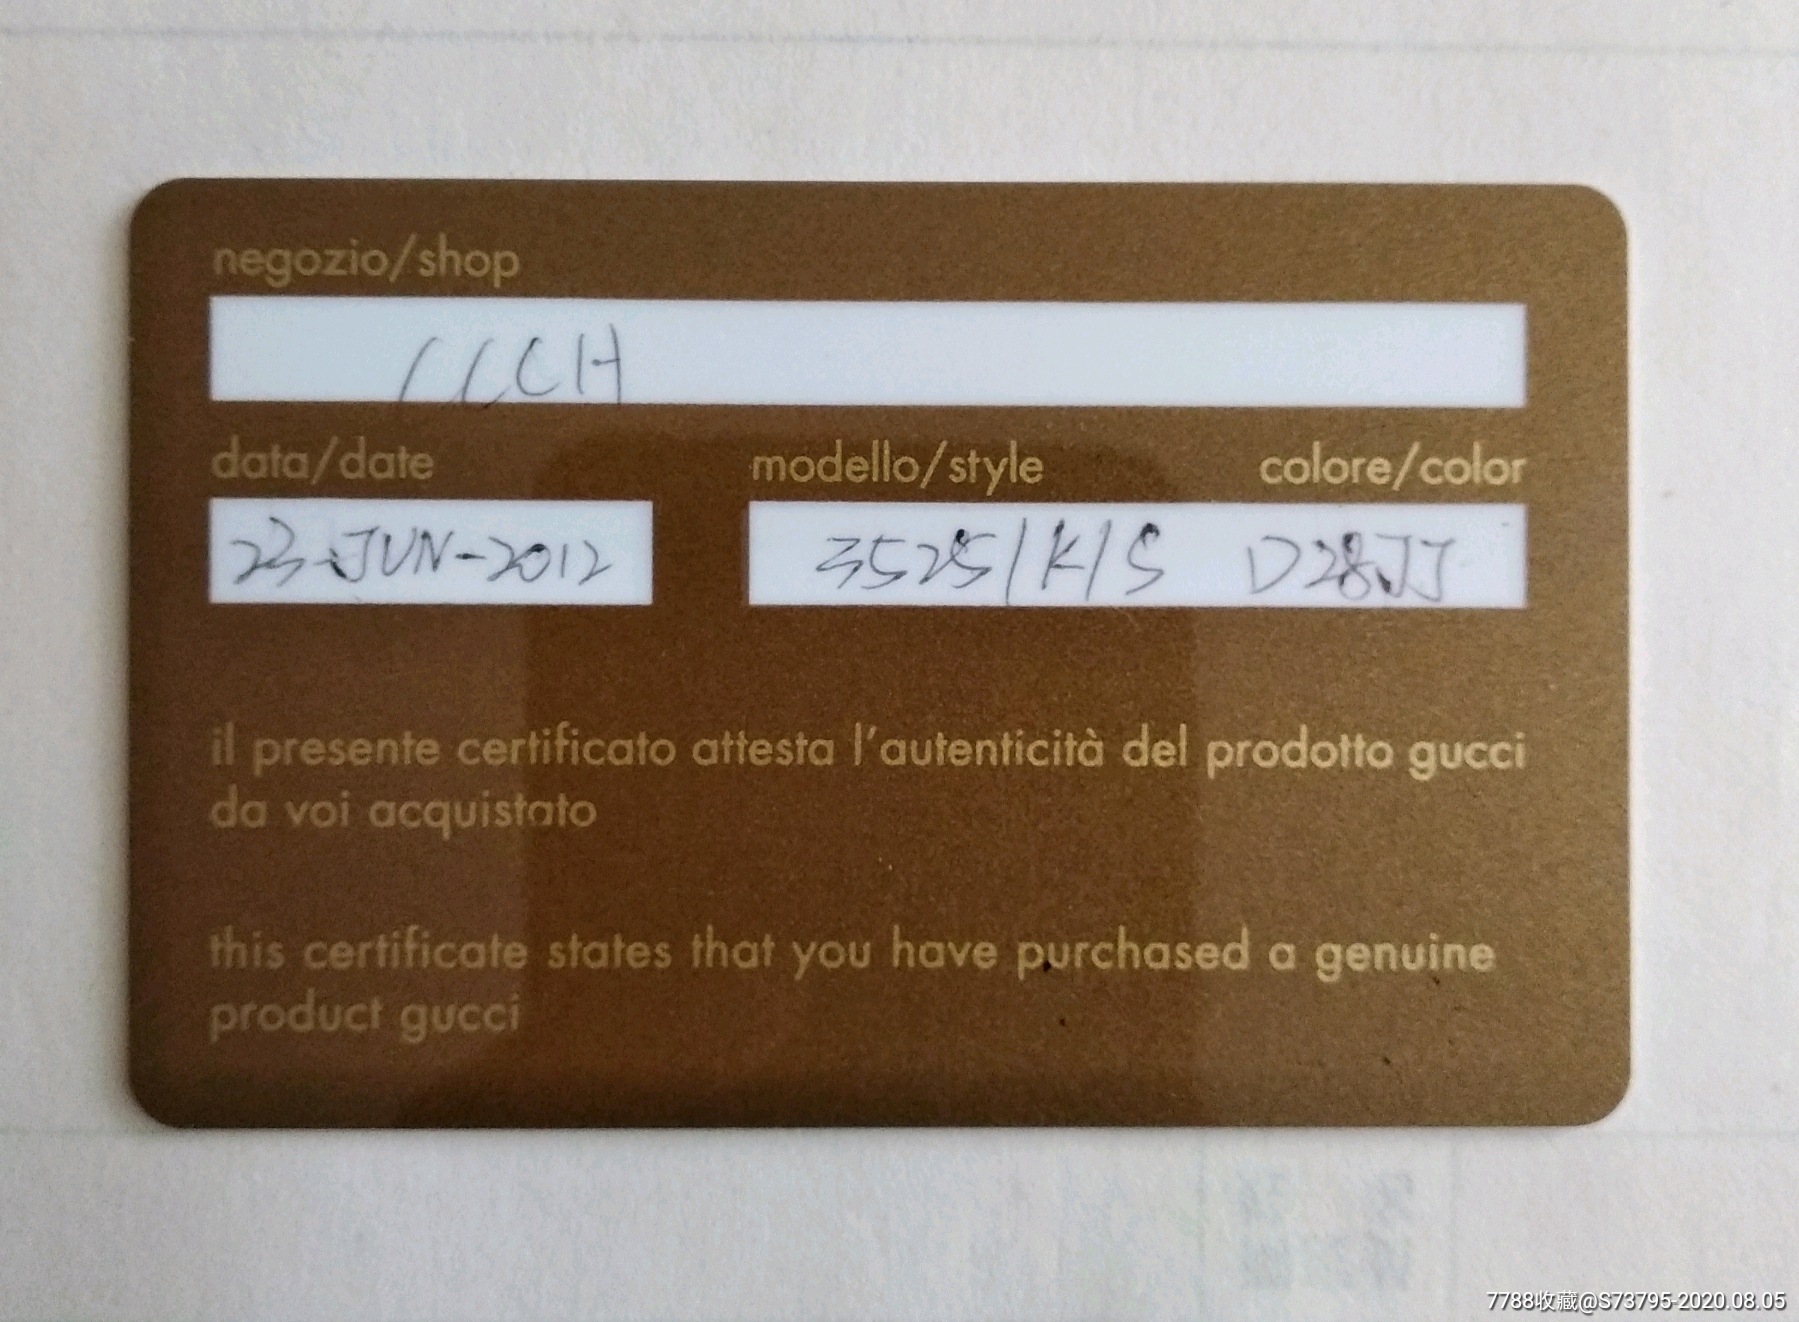 negozio/shop
data/date modello/style colore/color
23-JUN-2012 3525/K/S D28JJ
il presente certificato attesta l'autenticità del prodotto gucci
da voi acquistato
this certificate states that you have purchased a genuine
product gucci
7788收藏@S73795-2020.08.05